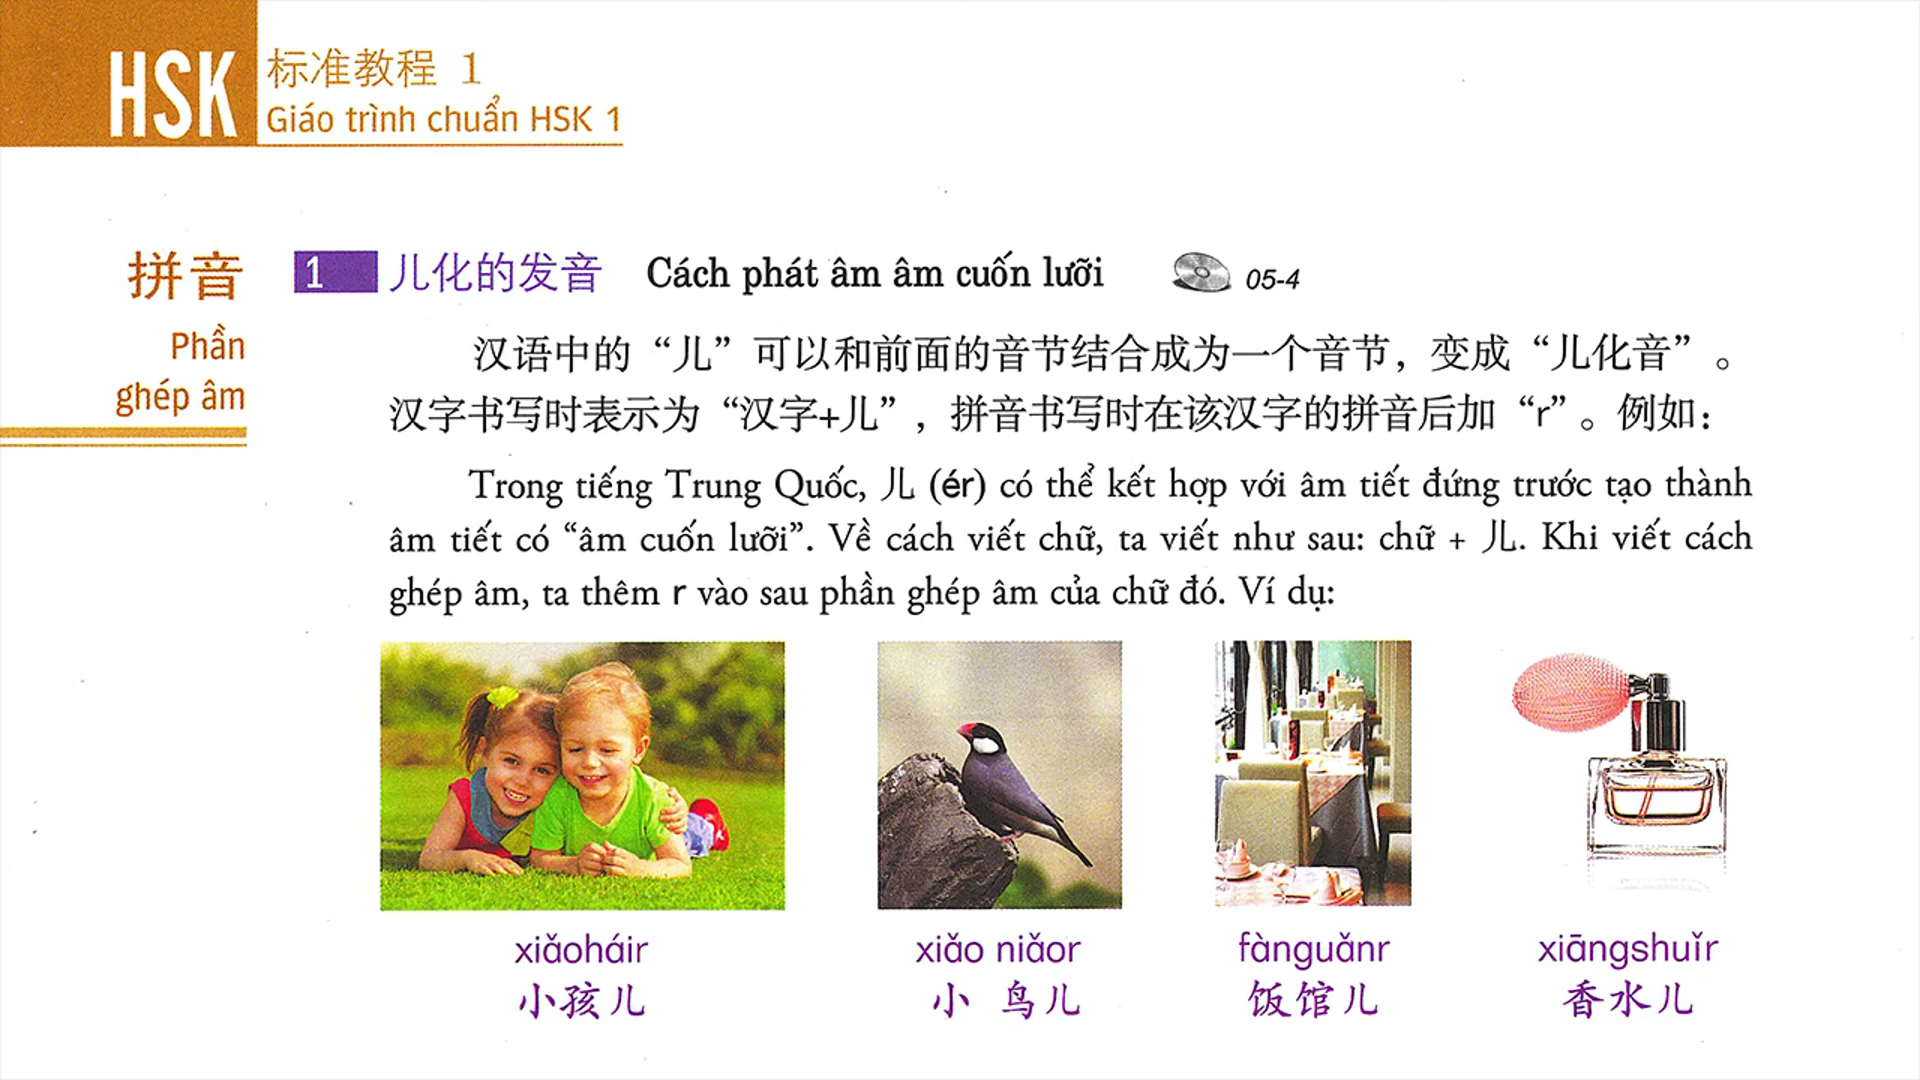 HSK
标准教程 1
Giáo trình chuẩn HSK 1
拼音
Phần
ghép âm
1 儿化的发音 Cách phát âm âm cuốn lưỡi 05-4
汉语中的“儿”可以和前面的音节结合成为一个音节，变成“儿化音”。
汉字书写时表示为“汉字+儿”，拼音书写时在该汉字的拼音后加“r”。例如：
Trong tiếng Trung Quốc, 儿 (ér) có thể kết hợp với âm tiết đứng trước tạo thành
âm tiết có “âm cuốn lưỡi”. Về cách viết chữ, ta viết như sau: chữ + 儿. Khi viết cách
ghép âm, ta thêm r vào sau phần ghép âm của chữ đó. Ví dụ:
xiǎoháir xiǎo niǎor fànguǎnr xiāngshuǐr
小孩儿 小 鸟儿 饭馆儿 香水儿